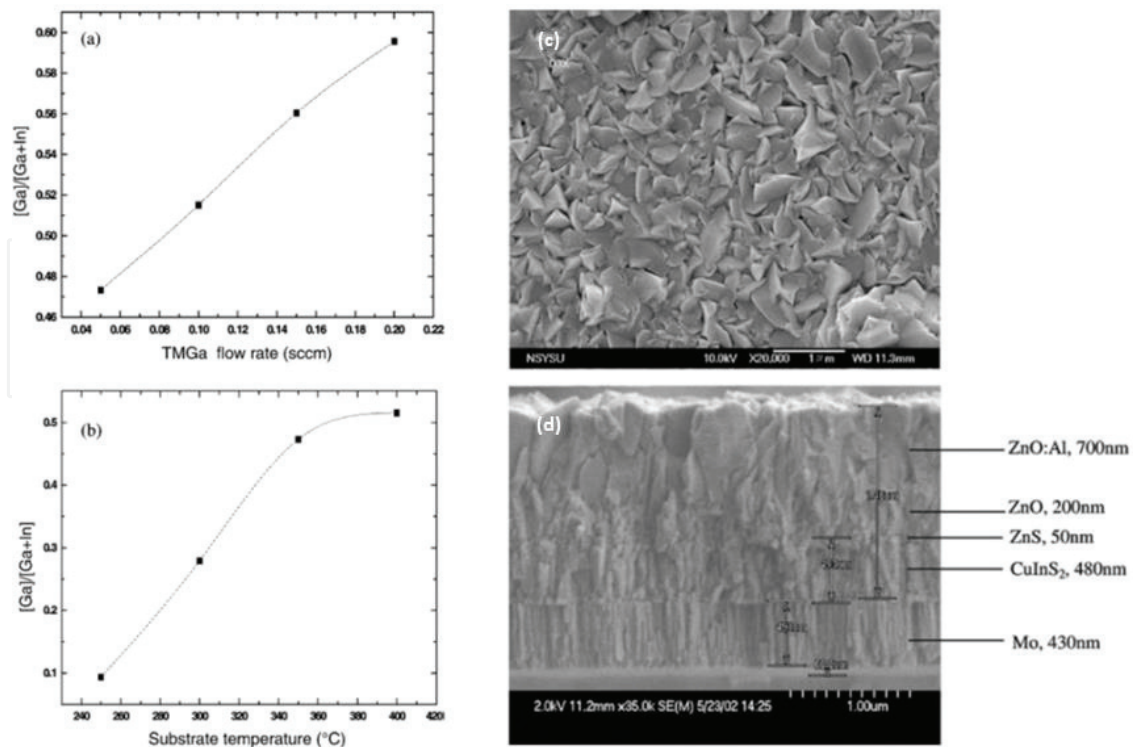 (a)
0.60
0.58
0.56
0.54
0.52
0.50
0.48
0.46
[Ga]/[Ga+In]
0.04 0.06 0.08 0.10 0.12 0.14 0.16 0.18 0.20 0.22
TMGa flow rate (sccm)
(b)
0.5
0.4
0.3
0.2
0.1
[Ga]/[Ga+In]
240 260 280 300 320 340 360 380 400 420
Substrate temperature (°C)
(c)
NSYSU 10.0kV X20,000 1μm WD 11.3mm
(d)
ZnO:Al, 700nm
ZnO, 200nm
ZnS, 50nm
CuInS₂, 480nm
Mo, 430nm
2.0kV 11.2mm x35.0k SE(M) 5/23/02 14:25 1.00um